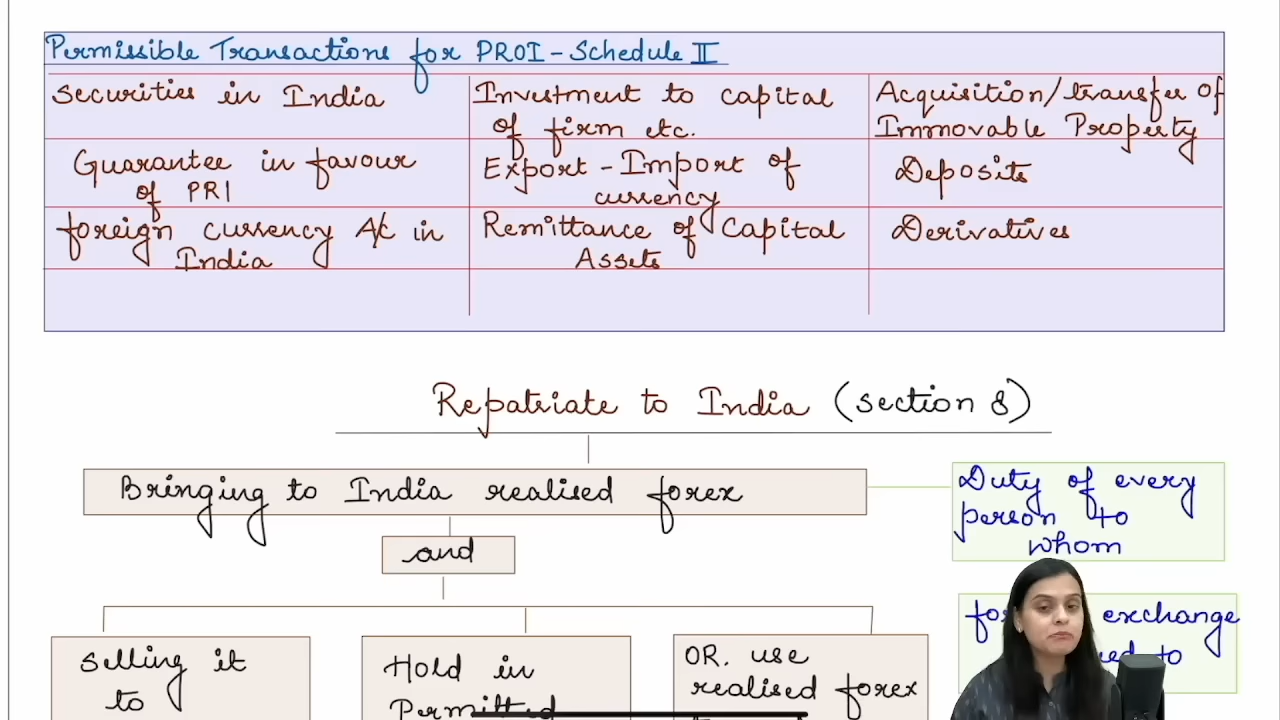 Permissible Transactions for PROI - Schedule II
Securities in India
Investment to capital
of firm etc.
Acquisition/transfer of
Immovable Property
Guarantee in favour
of PRI
Export - Import of
currency
Deposits
foreign currency A/c in
India
Remittance of Capital
Assets
Derivatives
Repatriate to India (section 8)
Bringing to India realised forex
Duty of every
person to
whom
and
exchange
to
Selling it
to
Hold in
Permitted
OR. use
realised forex